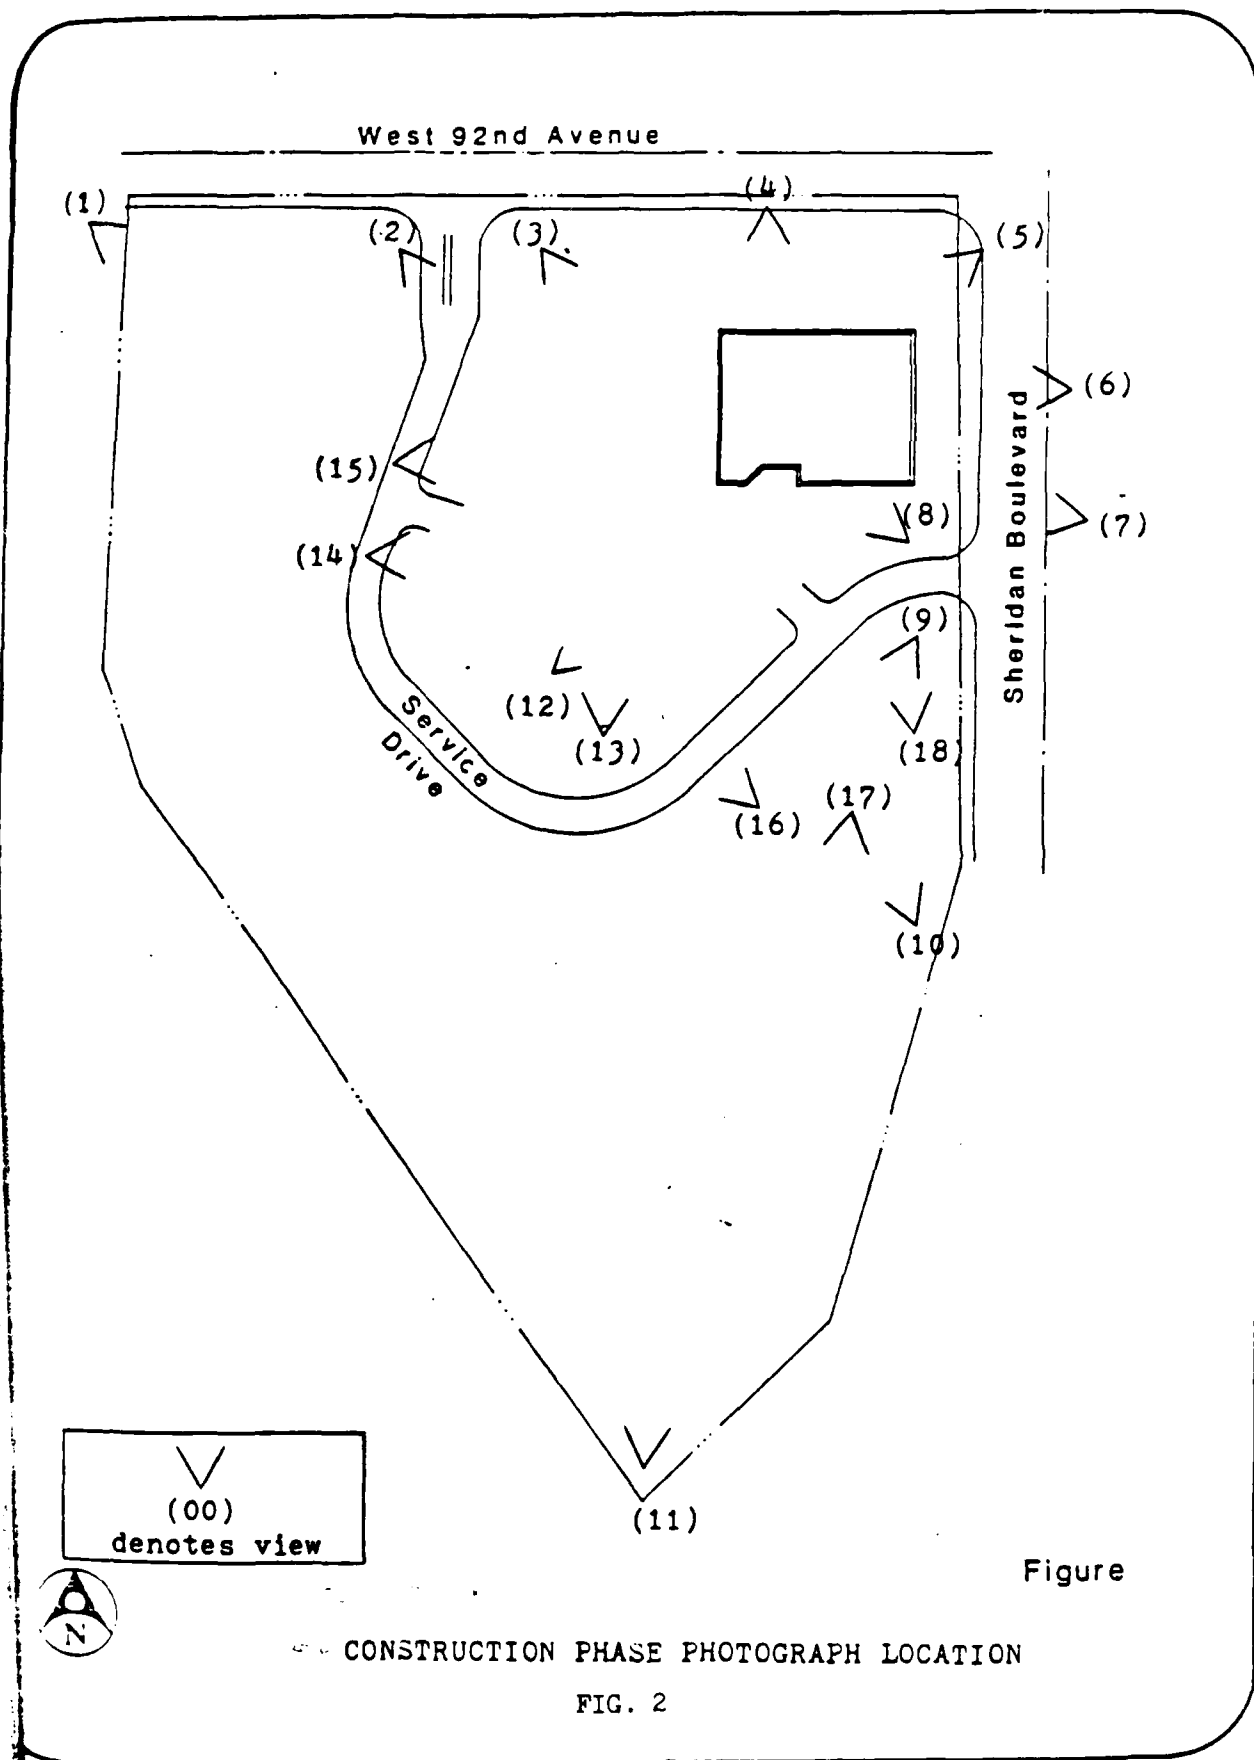 West 92nd Avenue
(1)
(2)
(3)
(4)
(5)
(6)
Sheridan Boulevard
(7)
(8)
(15)
(14)
(9)
(12)
(13)
(18)
Service
Drive
(17)
(16)
(10)
(11)
(00)
denotes view
Figure
N
CONSTRUCTION PHASE PHOTOGRAPH LOCATION
FIG. 2